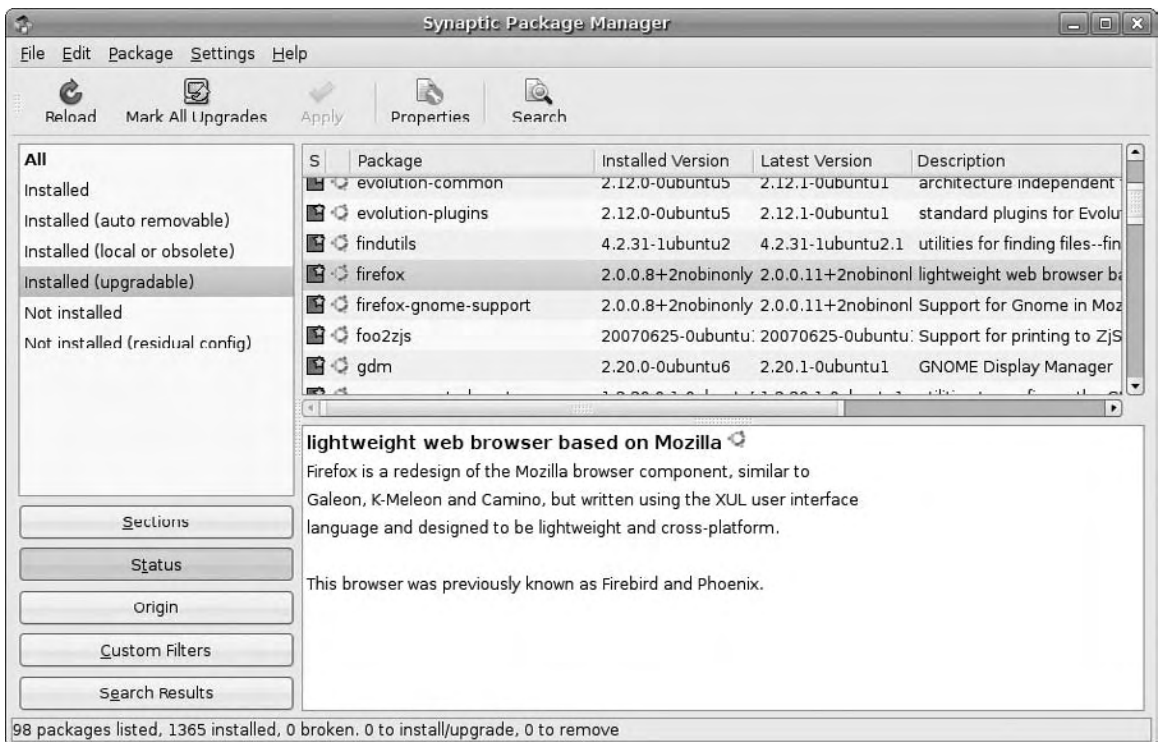 Synaptic Package Manager
File Edit Package Settings Help
Reload Mark All Upgrades Apply Properties Search
All
Installed
Installed (auto removable)
Installed (local or obsolete)
Installed (upgradable)
Not installed
Not installed (residual config)
S Package Installed Version Latest Version Description
evolution-common 2.12.0-0ubuntu5 2.12.1-0ubuntu1 architecture independent
evolution-plugins 2.12.0-0ubuntu5 2.12.1-0ubuntu1 standard plugins for Evolu
findutils 4.2.31-1ubuntu2 4.2.31-1ubuntu2.1 utilities for finding files--fin
firefox 2.0.0.8+2nobinonly 2.0.0.11+2nobinonl lightweight web browser ba
firefox-gnome-support 2.0.0.8+2nobinonly 2.0.0.11+2nobinonl Support for Gnome in Moz
foo2zjs 20070625-0ubuntu 20070625-0ubuntu Support for printing to ZjS
gdm 2.20.0-0ubuntu6 2.20.1-0ubuntu1 GNOME Display Manager
lightweight web browser based on Mozilla
Firefox is a redesign of the Mozilla browser component, similar to
Galeon, K-Meleon and Camino, but written using the XUL user interface
language and designed to be lightweight and cross-platform.
This browser was previously known as Firebird and Phoenix.
Sections
Status
Origin
Custom Filters
Search Results
98 packages listed, 1365 installed, 0 broken. 0 to install/upgrade, 0 to remove